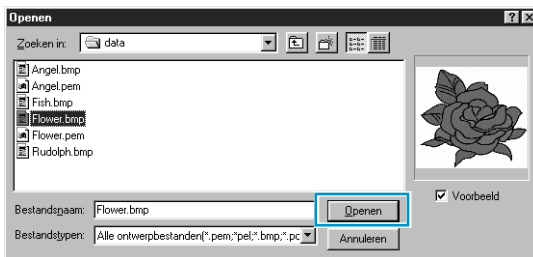 Openen
Zoeken in: data
Angel.bmp
Angel.pem
Fish.bmp
Flower.bmp
Flower.pem
Rudolph.bmp
Voorbeeld
Bestandsnaam: Flower.bmp Openen
Bestandstypen: Alle ontwerpbestanden(*.pem;*pel;*.bmp;*.pc Annuleren